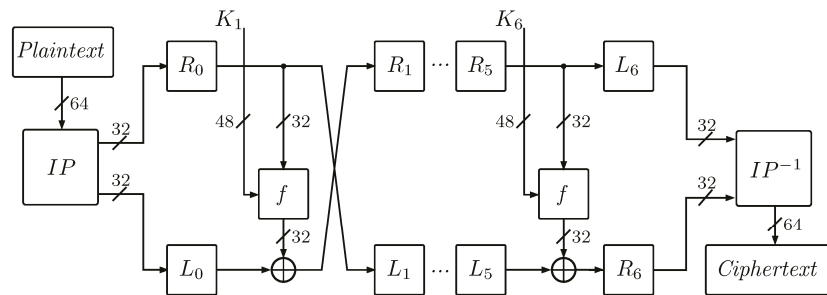 K₁
K₆
Plaintext
R₀
R₁
...
R₅
L₆
64
32
48
32
48
32
32
IP
f
f
IP⁻¹
32
32
32
32
64
L₀
L₁
...
L₅
R₆
Ciphertext